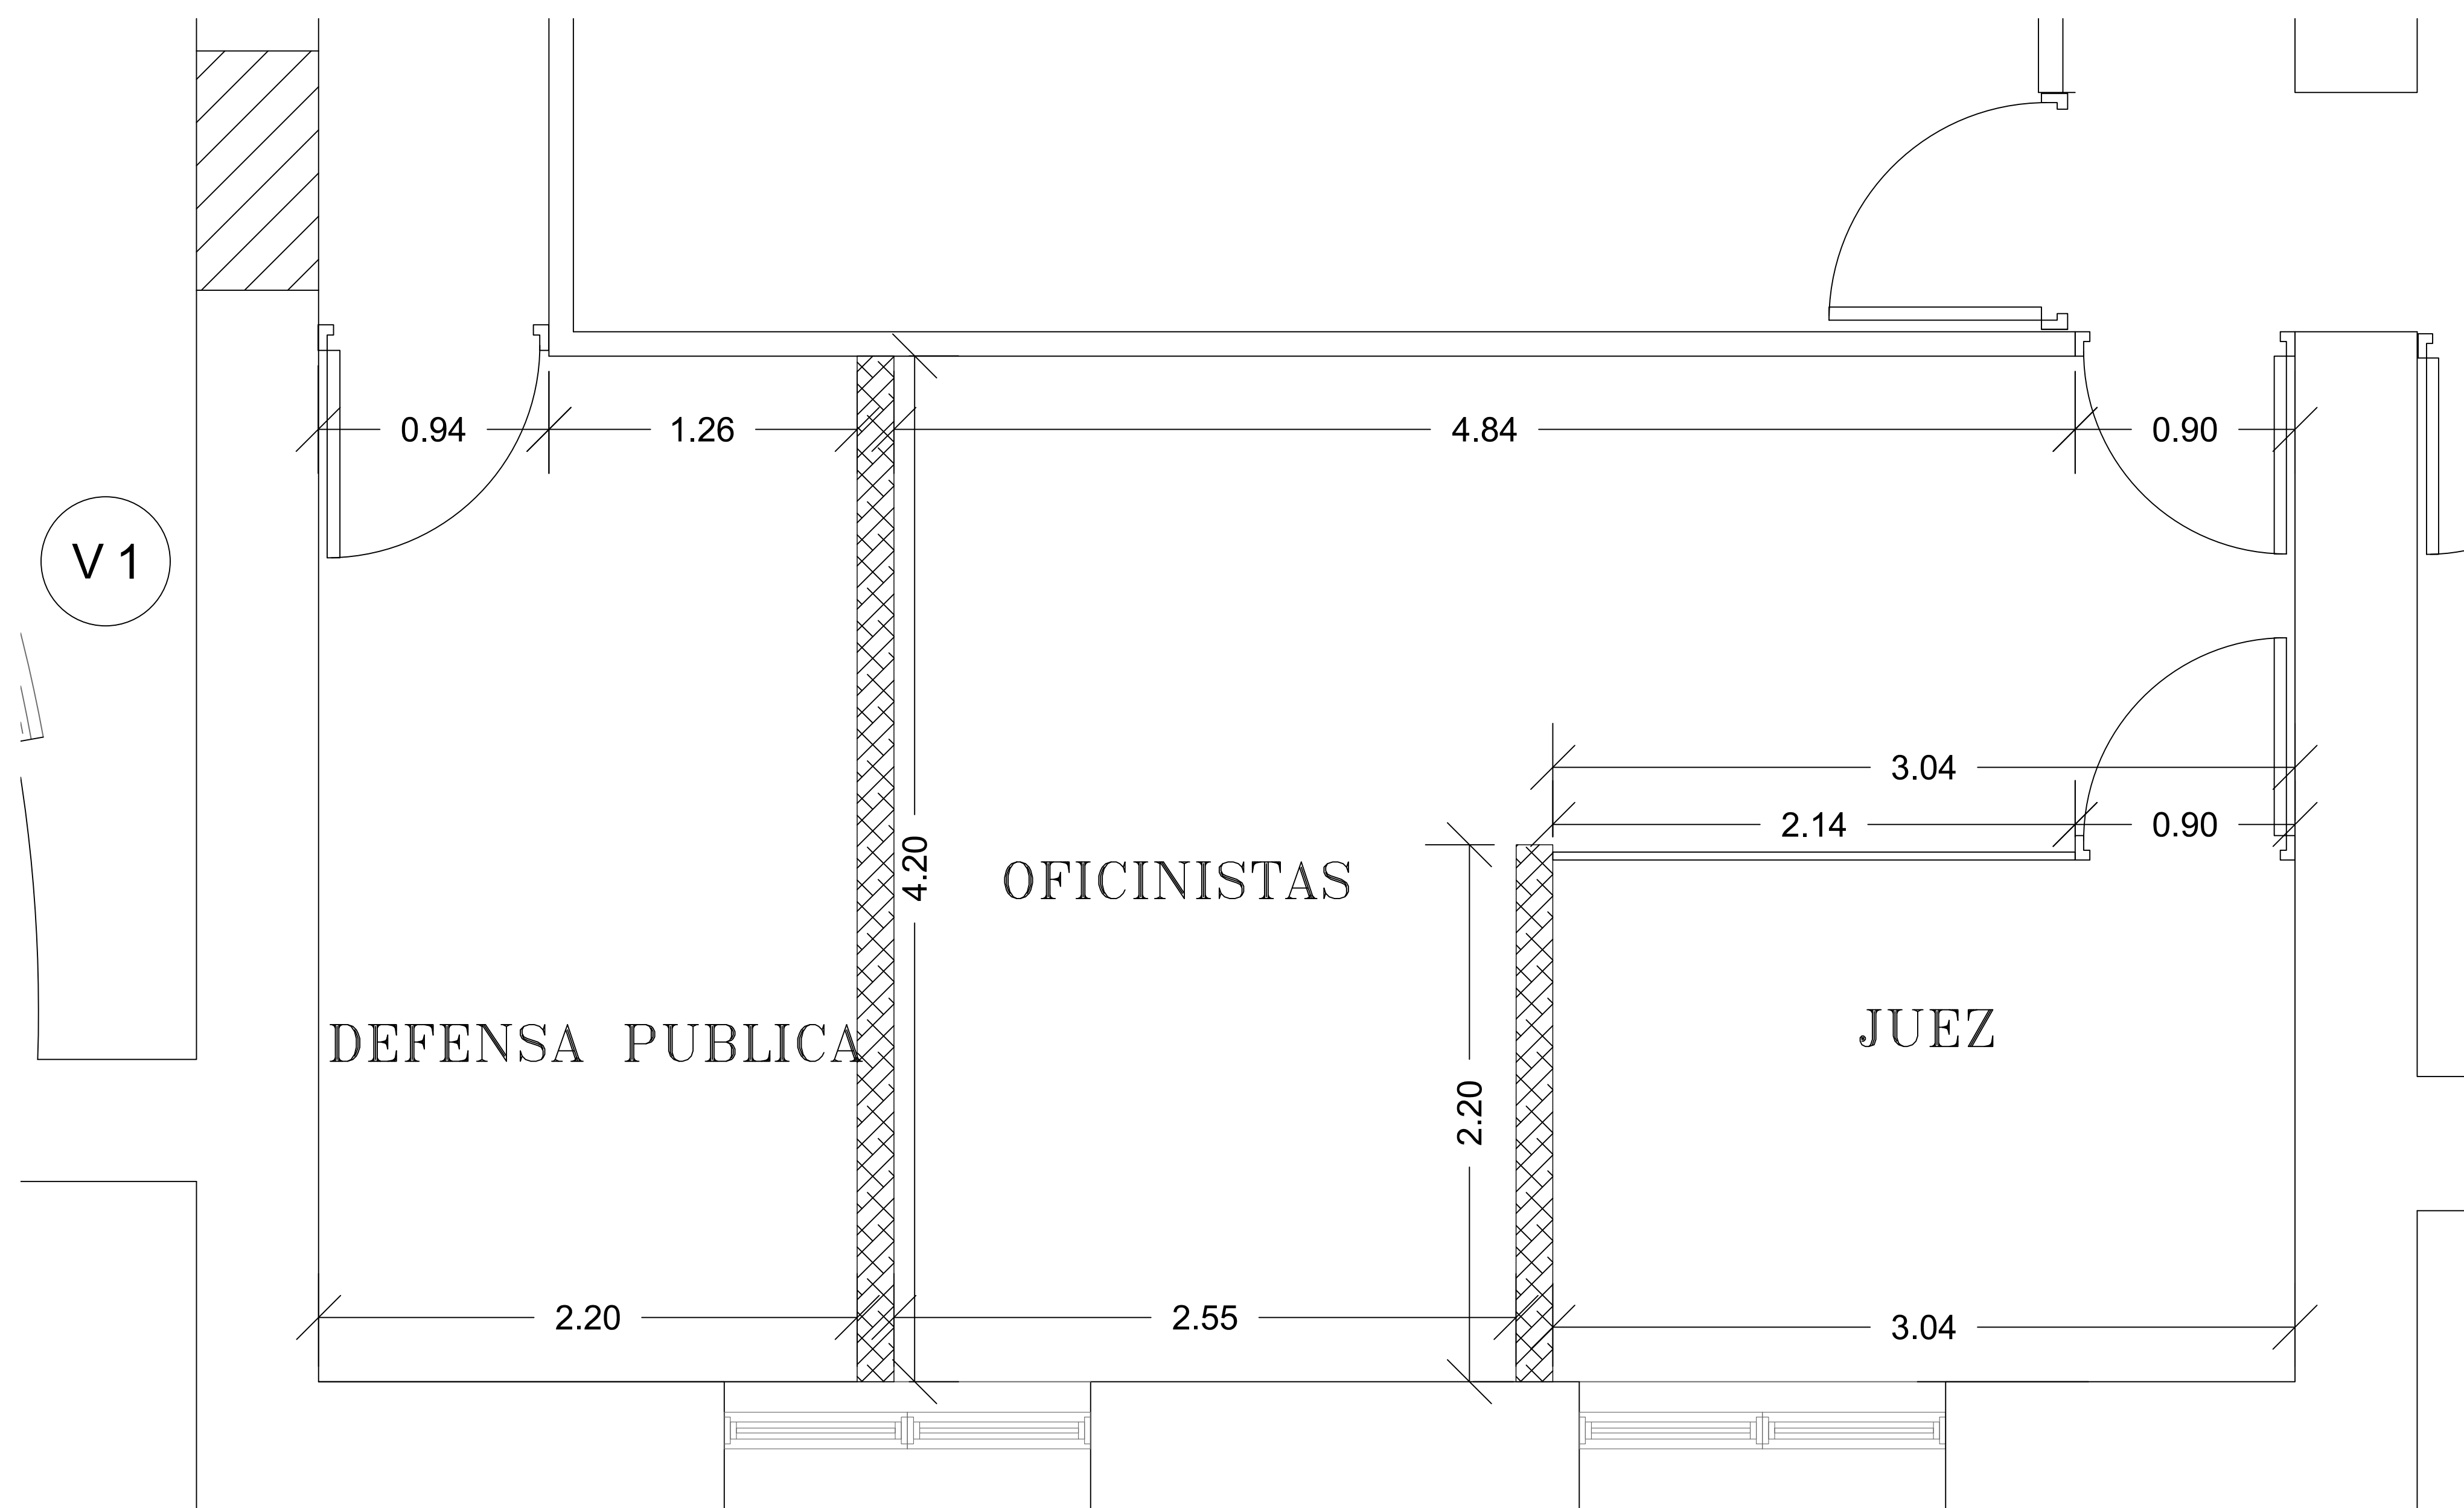 0.94 1.26 4.84 0.90
V 1
3.04
2.14 0.90
4.20
OFICINISTAS
JUEZ
DEFENSA PUBLICA
2.20
2.20 2.55 3.04